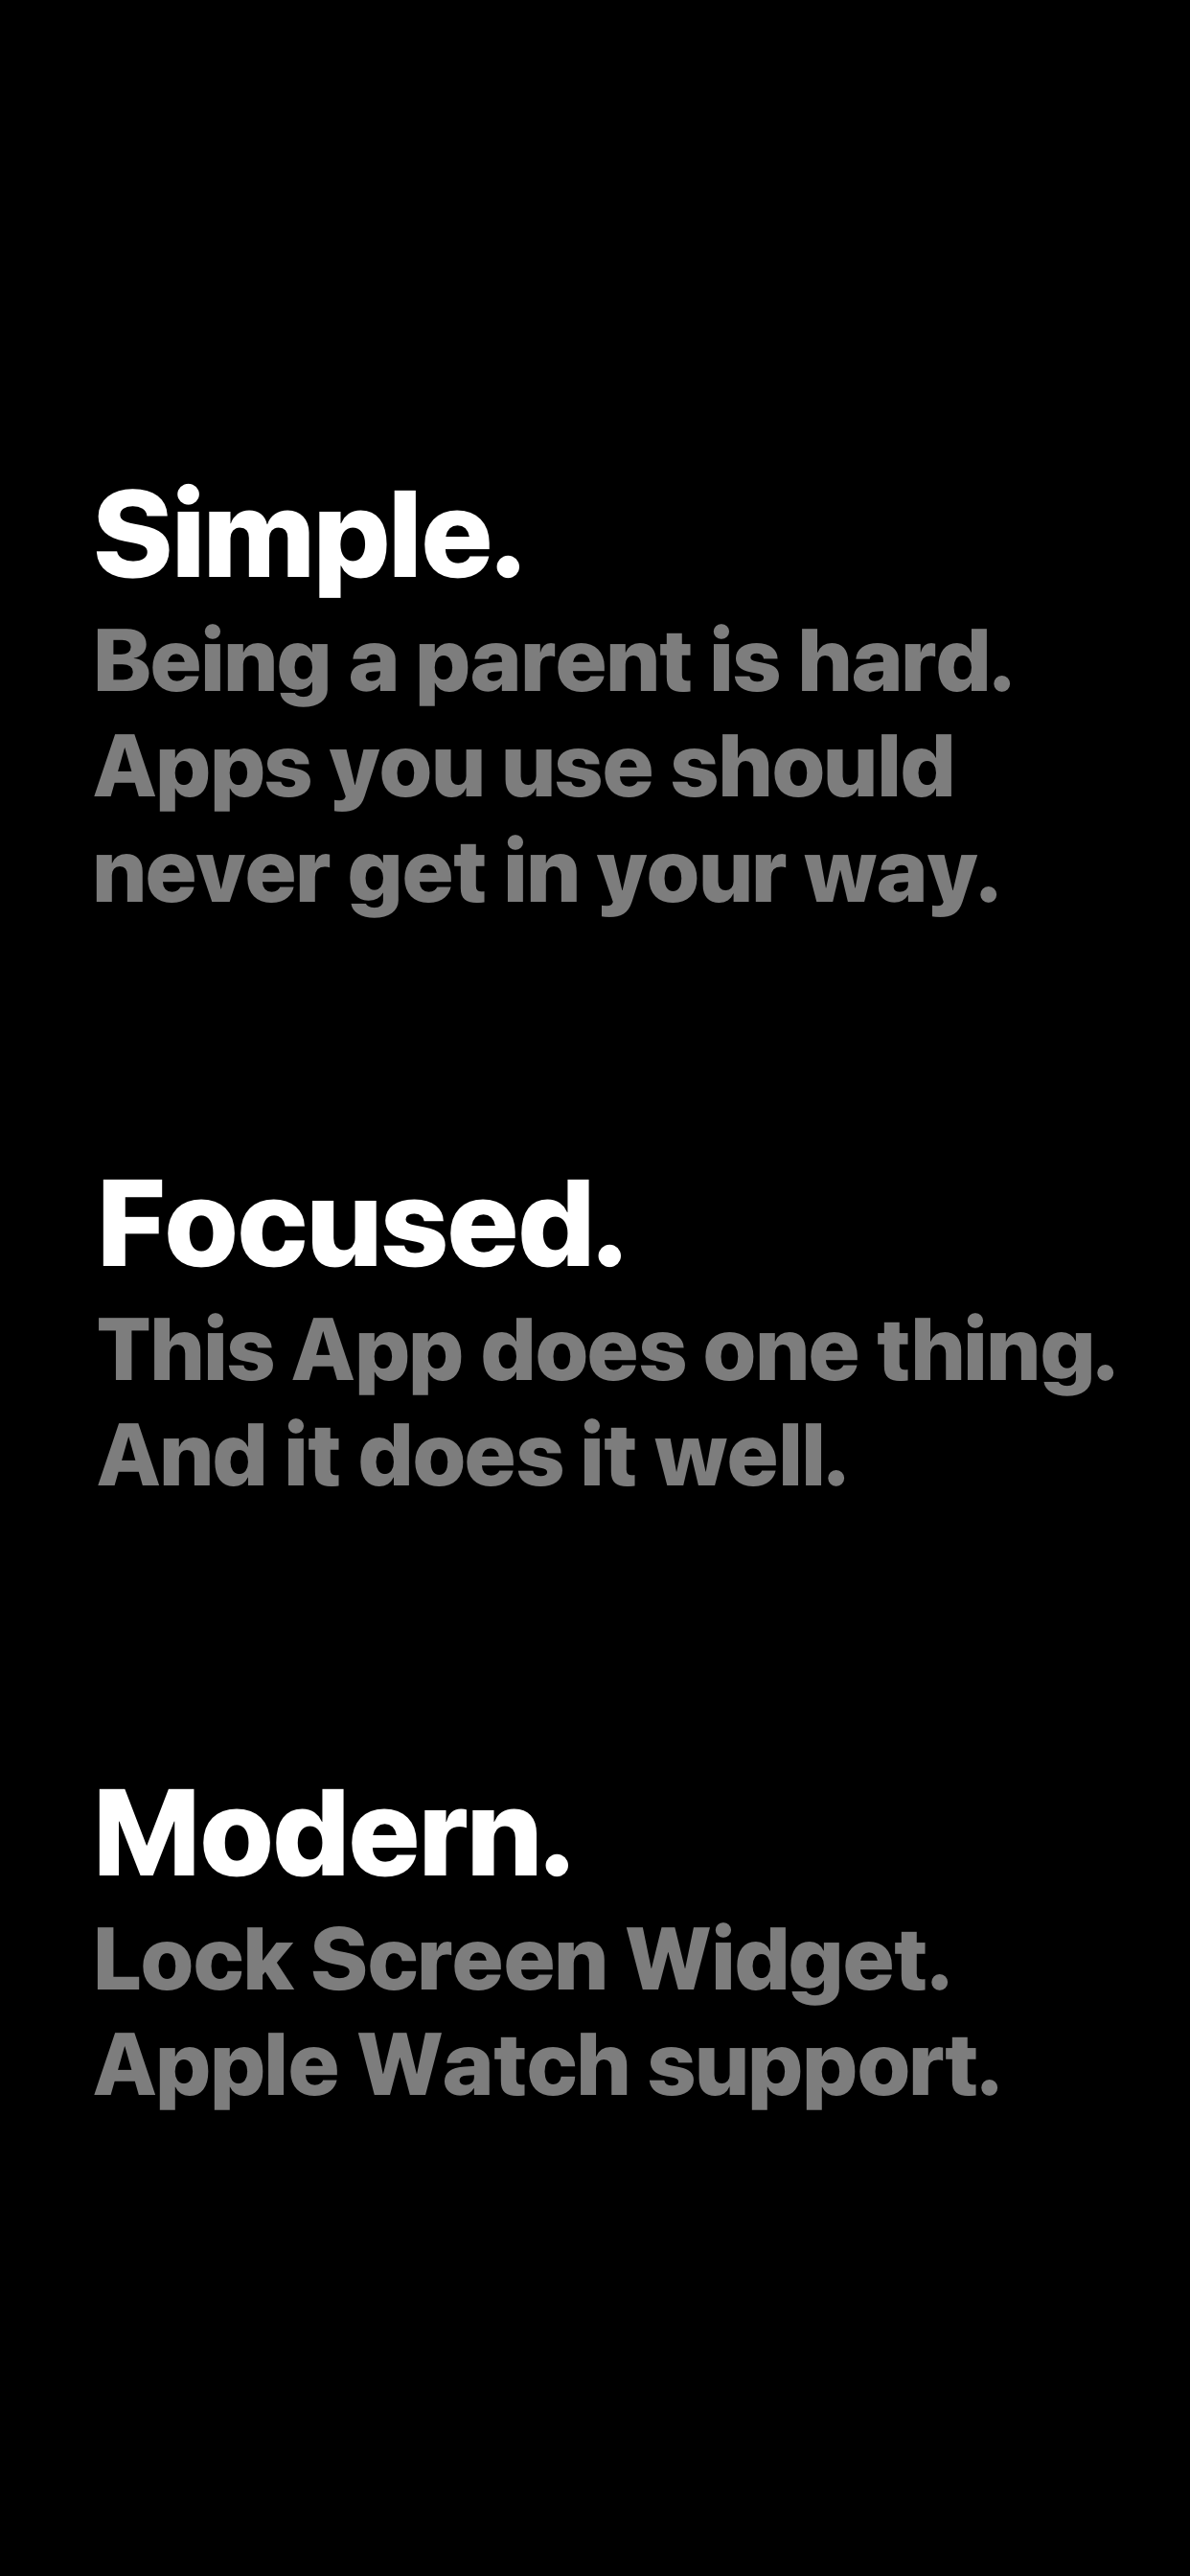 Simple.
Being a parent is hard.
Apps you use should
never get in your way.
Focused.
This App does one thing.
And it does it well.
Modern.
Lock Screen Widget.
Apple Watch support.